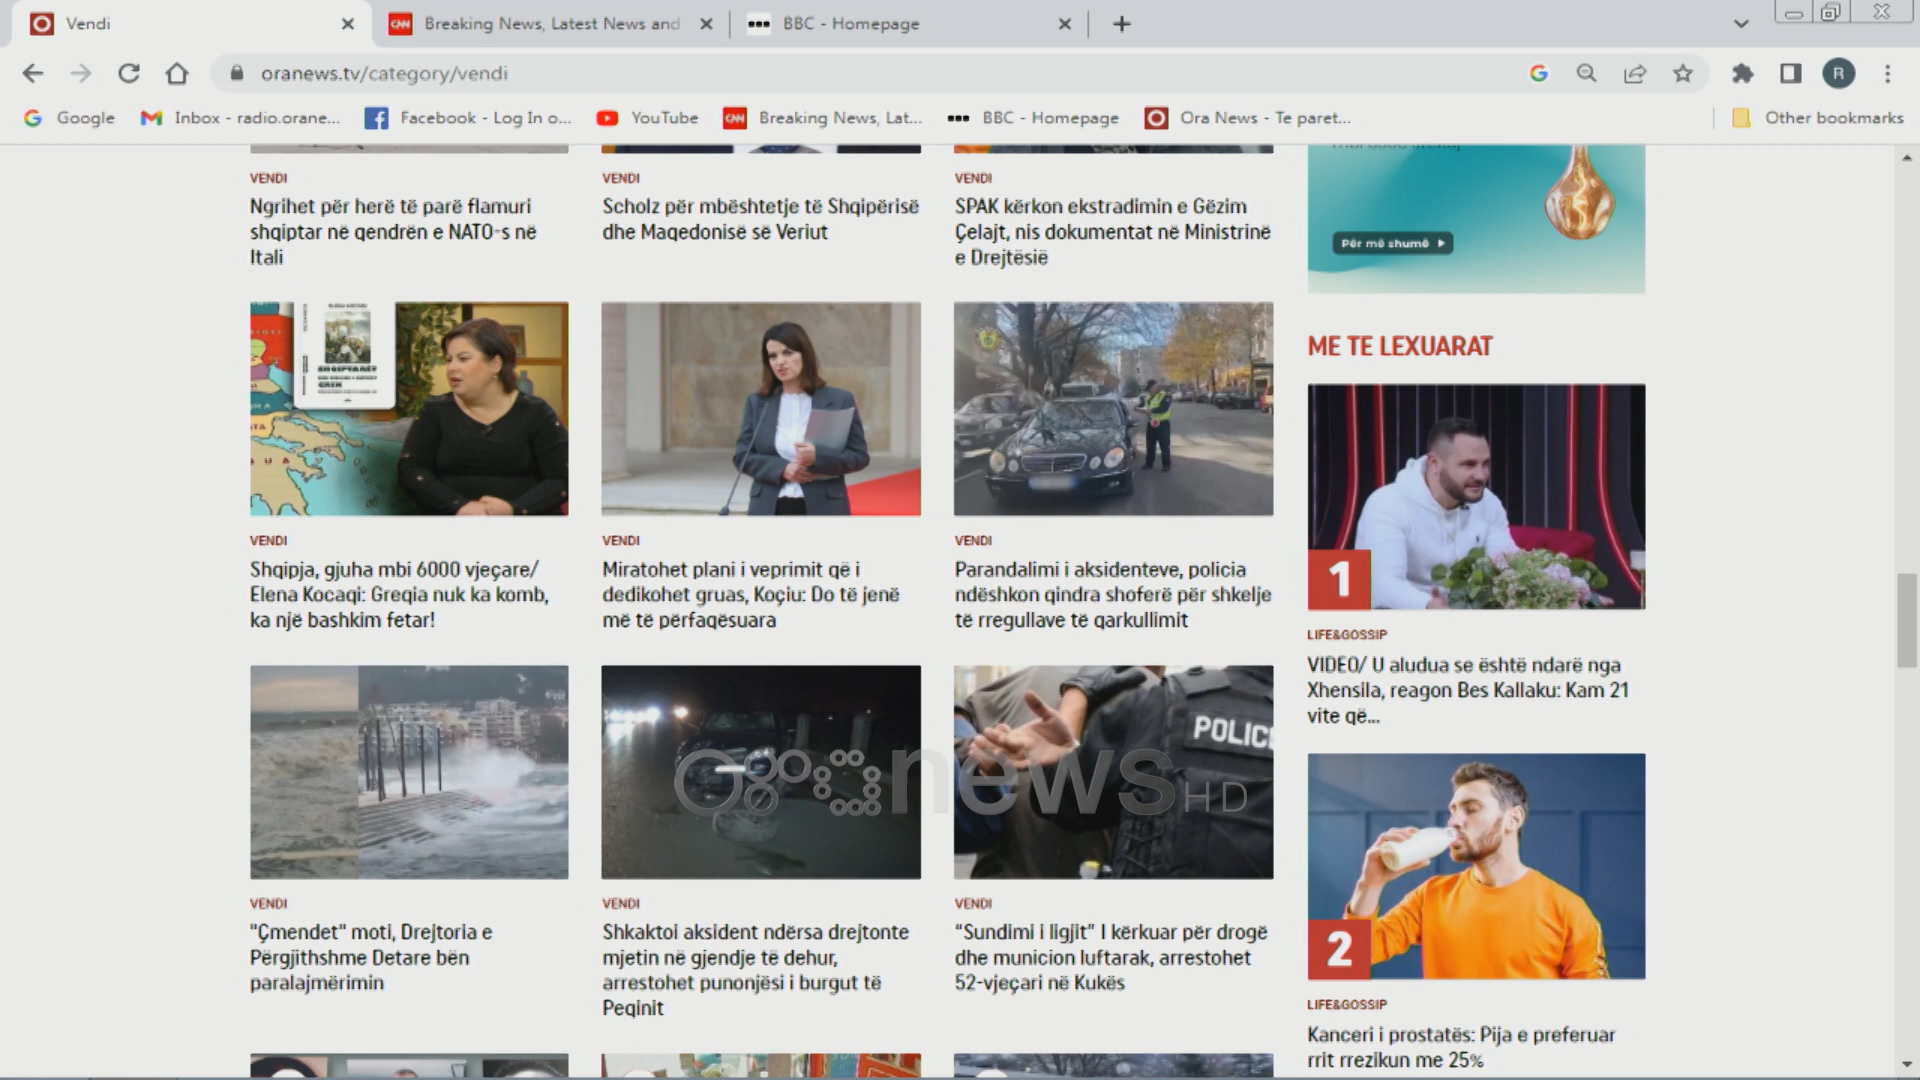 Vendi
Breaking News, Latest News and
BBC - Homepage
oranews.tv/category/vendi
R
Google
Inbox - radio.orane...
Facebook - Log In o...
YouTube
Breaking News, Lat...
BBC - Homepage
Ora News - Te paret...
Other bookmarks
VENDI
Ngrihet për herë të parë flamuri
shqiptar në qendrën e NATO-s në
Itali
VENDI
Scholz për mbështetje të Shqipërisë
dhe Maqedonisë së Veriut
VENDI
SPAK kërkon ekstradimin e Gëzim
Çelajt, nis dokumentat në Ministrinë
e Drejtësië
Për më shumë
SHQIPTARËT
GREK
VENDI
Shqipja, gjuha mbi 6000 vjeçare/
Elena Kocaqi: Greqia nuk ka komb,
ka një bashkim fetar!
VENDI
Miratohet plani i veprimit që i
dedikohet gruas, Koçiu: Do të jenë
më të përfaqësuara
VENDI
Parandalimi i aksidenteve, policia
ndëshkon qindra shoferë për shkelje
të rregullave të qarkullimit
VENDI
"Çmendet" moti, Drejtoria e
Përgjithshme Detare bën
paralajmërimin
VENDI
Shkaktoi aksident ndërsa drejtonte
mjetin në gjendje të dehur,
arrestohet punonjësi i burgut të
Peqinit
POLICE
VENDI
"Sundimi i ligjit" I kërkuar për drogë
dhe municion luftarak, arrestohet
52-vjeçari në Kukës
ora news HD
ME TE LEXUARAT
1
LIFE&GOSSIP
VIDEO/ U aludua se është ndarë nga
Xhensila, reagon Bes Kallaku: Kam 21
vite që...
2
LIFE&GOSSIP
Kanceri i prostatës: Pija e preferuar
rrit rrezikun me 25%